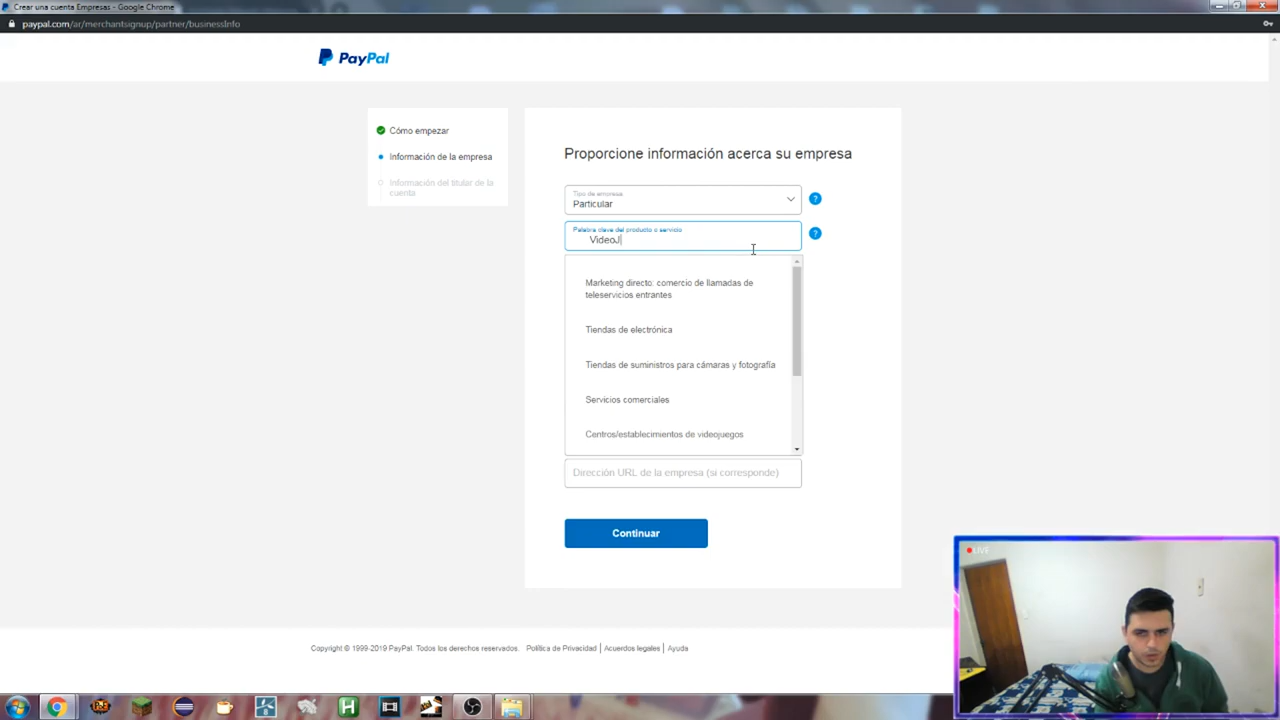 Crear una cuenta Empresas - Google Chrome
paypal.com/ar/merchantsignup/partner/businessInfo
PayPal
Cómo empezar
Información de la empresa
Información del titular de la
cuenta
Proporcione información acerca su empresa
Tipo de empresa
Particular
?
Palabra clave del producto o servicio
VideoJ
?
Marketing directo: comercio de llamadas de
teleservicios entrantes
Tiendas de electrónica
Tiendas de suministros para cámaras y fotografía
Servicios comerciales
Centros/establecimientos de videojuegos
Dirección URL de la empresa (si corresponde)
Continuar
LIVE
Copyright © 1999-2019 PayPal. Todos los derechos reservados. Política de Privacidad | Acuerdos legales | Ayuda